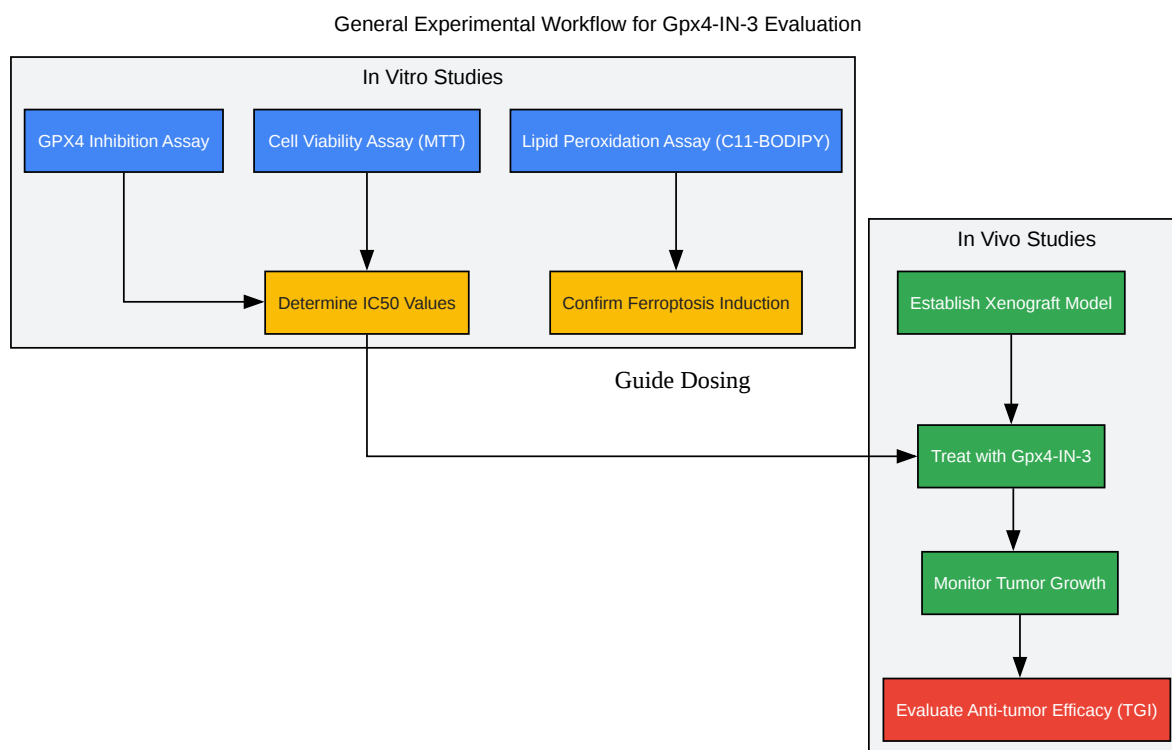 General Experimental Workflow for Gpx4-IN-3 Evaluation
In Vitro Studies
GPX4 Inhibition Assay
Cell Viability Assay (MTT)
Lipid Peroxidation Assay (C11-BODIPY)
Determine IC50 Values
Confirm Ferroptosis Induction
Guide Dosing
In Vivo Studies
Establish Xenograft Model
Treat with Gpx4-IN-3
Monitor Tumor Growth
Evaluate Anti-tumor Efficacy (TGI)